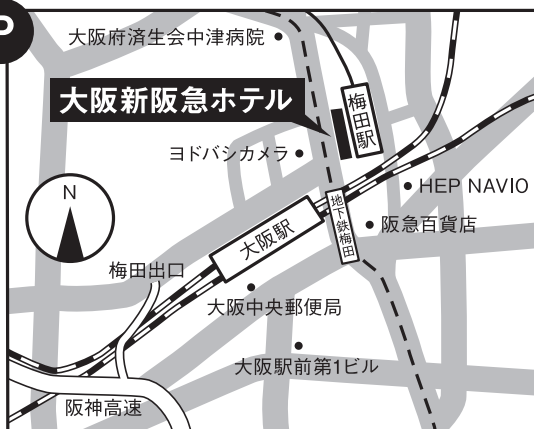 P
大阪府済生会中津病院
大阪新阪急ホテル
梅田駅
ヨドバシカメラ
N
HEP NAVIO
地下鉄梅田
阪急百貨店
大阪駅
梅田出口
大阪中央郵便局
大阪駅前第1ビル
阪神高速